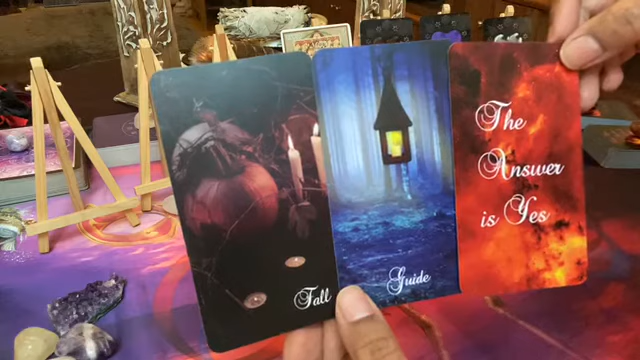 Fall
Guide
The
Answer
is Yes